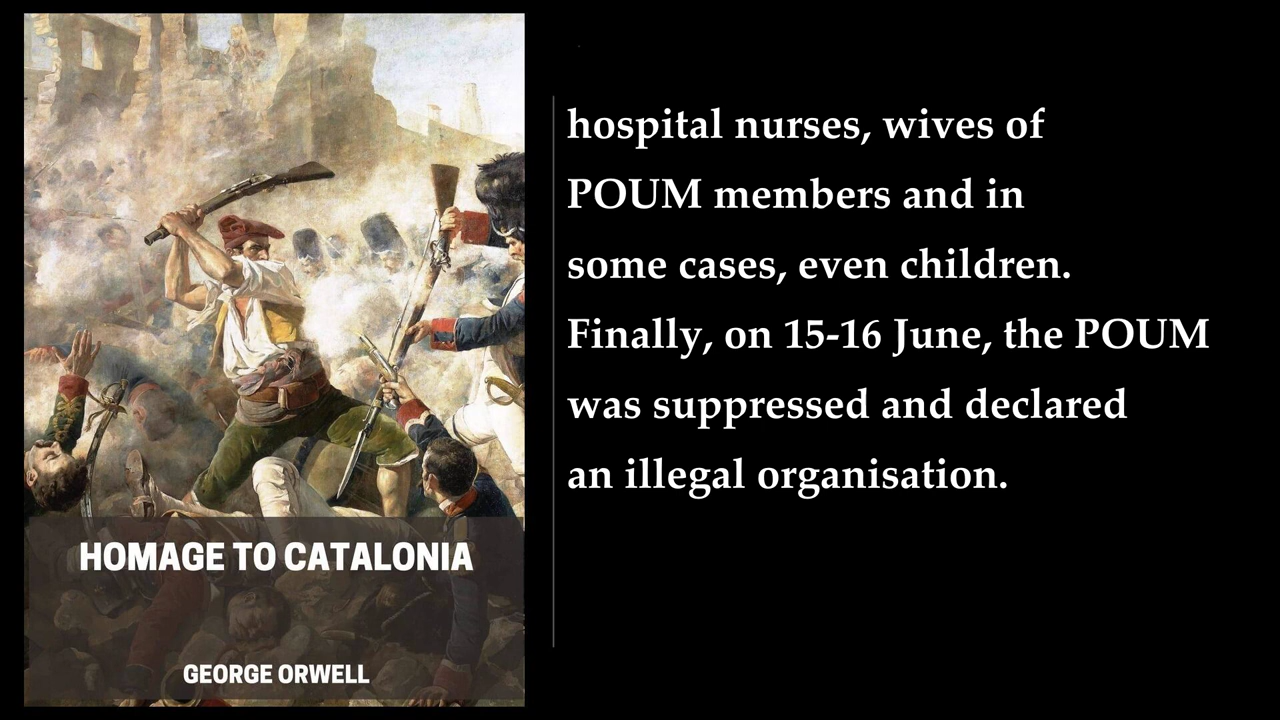 HOMAGE TO CATALONIA
GEORGE ORWELL
hospital nurses, wives of
POUM members and in
some cases, even children.
Finally, on 15-16 June, the POUM
was suppressed and declared
an illegal organisation.